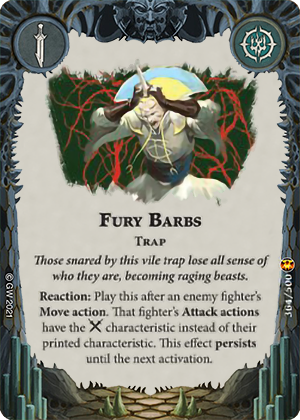 Fury Barbs
Trap
Those snared by this vile trap lose all sense of
who they are, becoming raging beasts.
Reaction: Play this after an enemy fighter's
Move action. That fighter's Attack actions
have the characteristic instead of their
printed characteristic. This effect persists
until the next activation.
© GW 2021
364/500